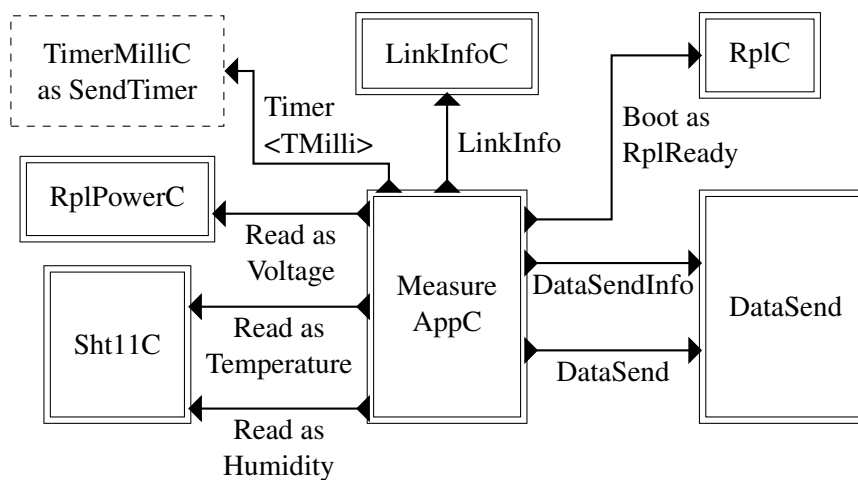 TimerMilliC
as SendTimer
LinkInfoC
RplC
Timer
<TMilli>
LinkInfo
Boot as
RplReady
RplPowerC
Read as
Voltage
Measure
AppC
DataSendInfo
DataSend
Sht11C
Read as
Temperature
DataSend
Read as
Humidity